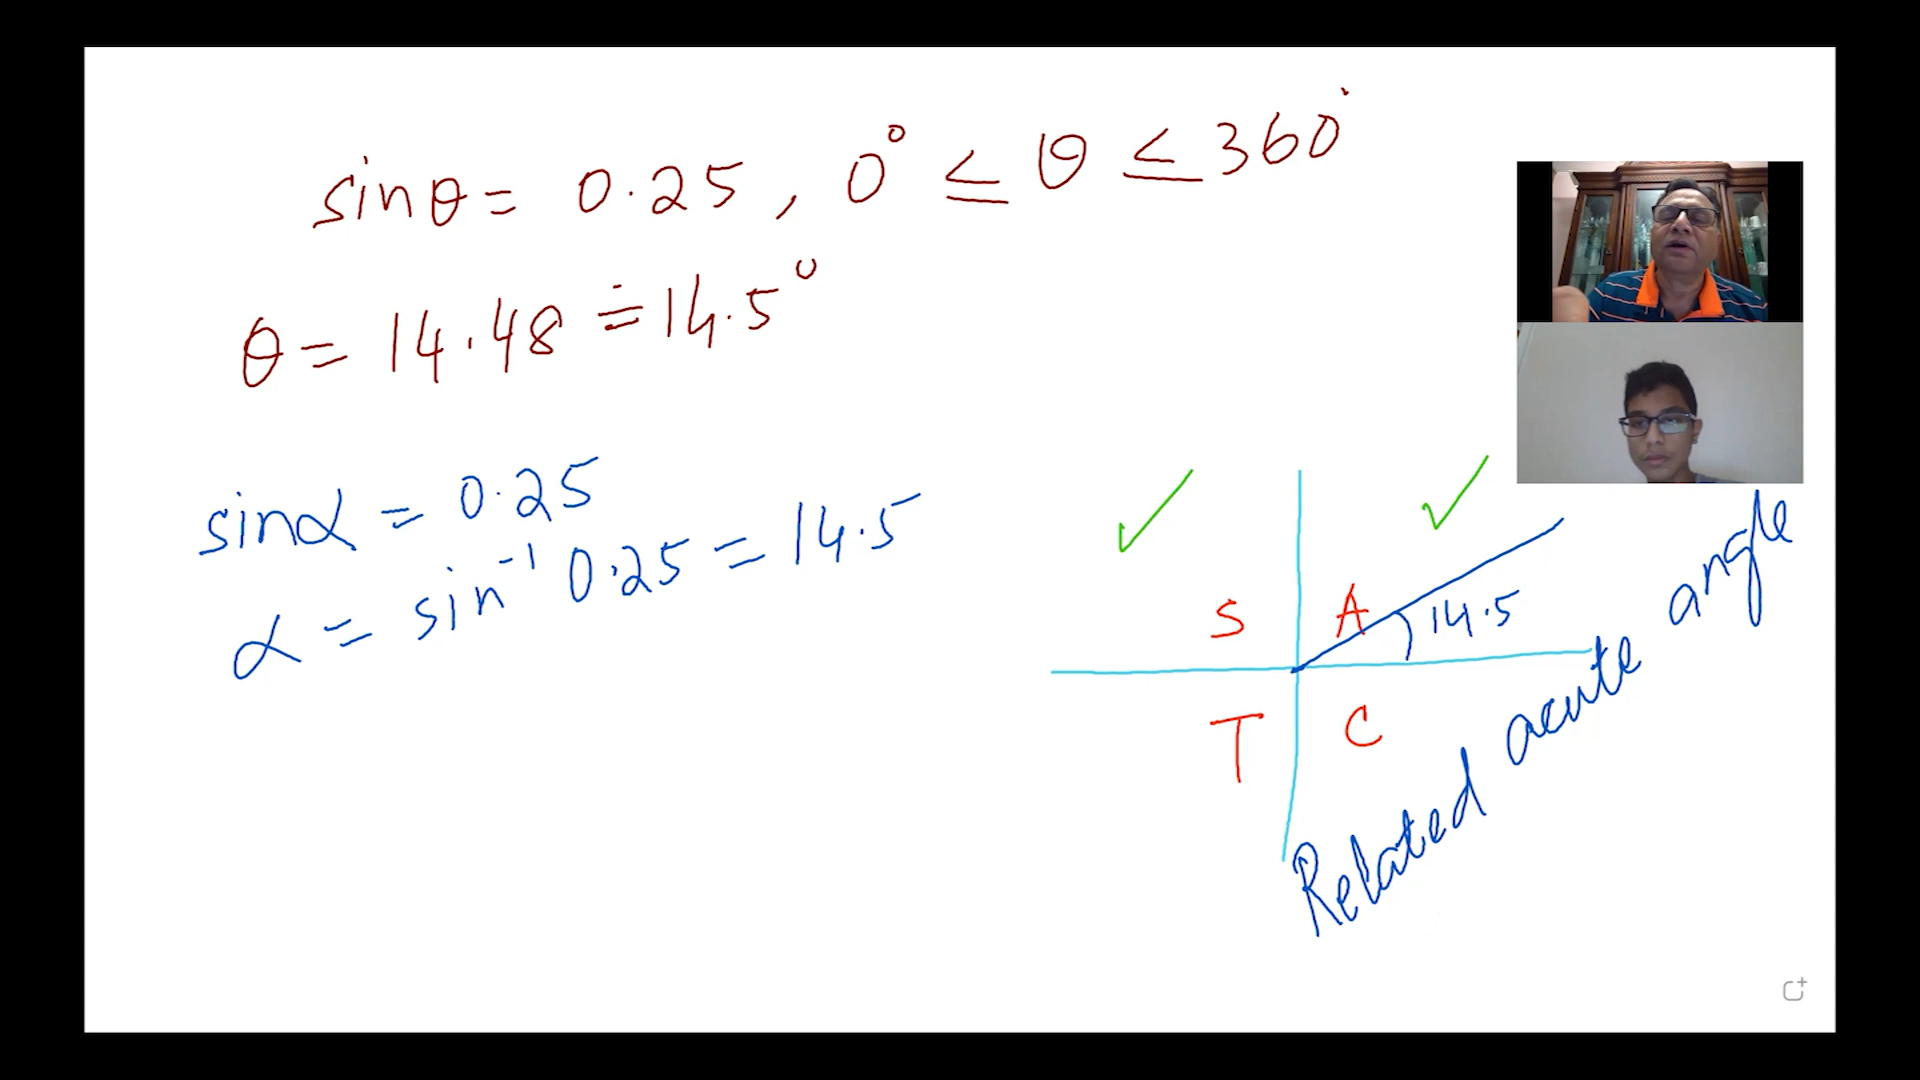 sinθ = 0.25, 0° ≤ θ ≤ 360°
θ = 14.48 ≐ 14.5°
sinα = 0.25
α = sin⁻¹ 0.25 = 14.5
S A
14.5
T C
Related acute angle